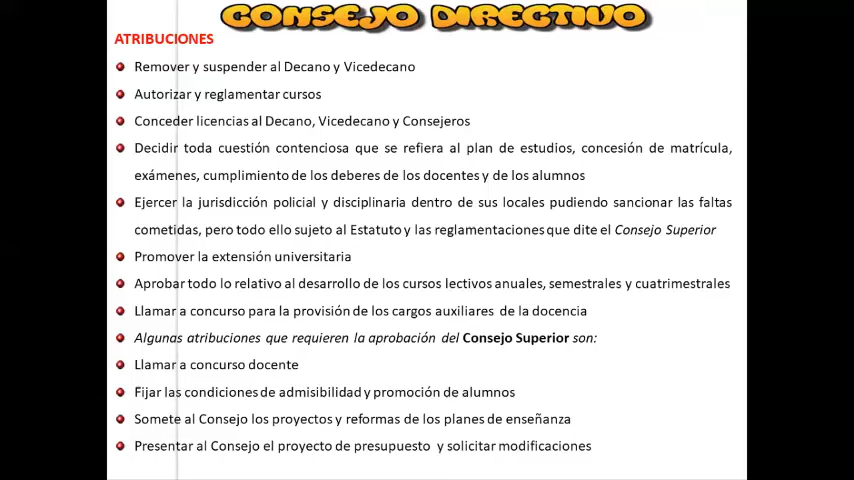 CONSEJO DIRECTIVO
ATRIBUCIONES
Remover y suspender al Decano y Vicedecano
Autorizar y reglamentar cursos
Conceder licencias al Decano, Vicedecano y Consejeros
Decidir toda cuestión contenciosa que se refiera al plan de estudios, concesión de matrícula,
exámenes, cumplimiento de los deberes de los docentes y de los alumnos
Ejercer la jurisdicción policial y disciplinaria dentro de sus locales pudiendo sancionar las faltas
cometidas, pero todo ello sujeto al Estatuto y las reglamentaciones que dite el Consejo Superior
Promover la extensión universitaria
Aprobar todo lo relativo al desarrollo de los cursos lectivos anuales, semestrales y cuatrimestrales
Llamar a concurso para la provisión de los cargos auxiliares de la docencia
Algunas atribuciones que requieren la aprobación del Consejo Superior son:
Llamar a concurso docente
Fijar las condiciones de admisibilidad y promoción de alumnos
Somete al Consejo los proyectos y reformas de los planes de enseñanza
Presentar al Consejo el proyecto de presupuesto y solicitar modificaciones